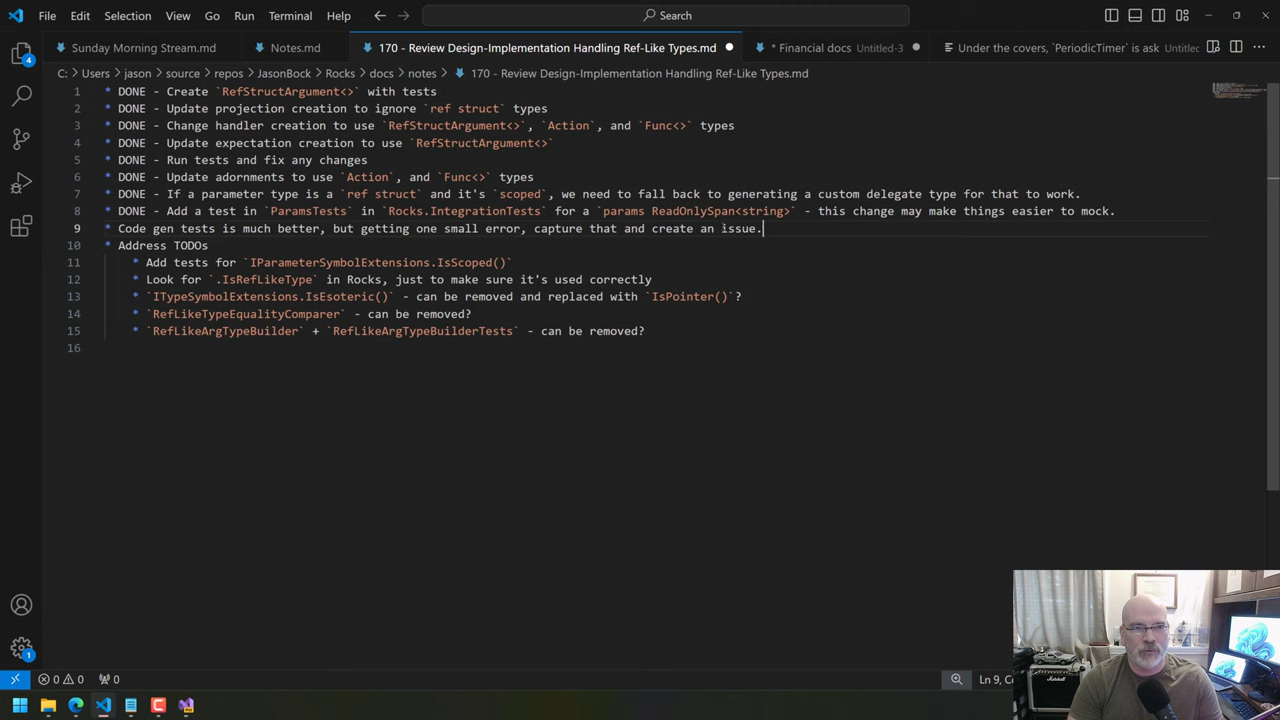 File Edit Selection View Go Run Terminal Help
Search
Sunday Morning Stream.md
Notes.md
170 - Review Design-Implementation Handling Ref-Like Types.md
* Financial docs Untitled-3
Under the covers, `PeriodicTimer` is ask Untitled
C: > Users > jason > source > repos > JasonBock > Rocks > docs > notes > 170 - Review Design-Implementation Handling Ref-Like Types.md
1 * DONE - Create `RefStructArgument<>` with tests
2 * DONE - Update projection creation to ignore `ref struct` types
3 * DONE - Change handler creation to use `RefStructArgument<>`, `Action`, and `Func<>` types
4 * DONE - Update expectation creation to use `RefStructArgument<>`
5 * DONE - Run tests and fix any changes
6 * DONE - Update adornments to use `Action`, and `Func<>` types
7 * DONE - If a parameter type is a `ref struct` and it's `scoped`, we need to fall back to generating a custom delegate type for that to work.
8 * DONE - Add a test in `ParamsTests` in `Rocks.IntegrationTests` for a `params ReadOnlySpan<string>` - this change may make things easier to mock.
9 * Code gen tests is much better, but getting one small error, capture that and create an issue.
10 * Address TODOs
11 * Add tests for `IParameterSymbolExtensions.IsScoped()`
12 * Look for `.IsRefLikeType` in Rocks, just to make sure it's used correctly
13 * `ITypeSymbolExtensions.IsEsoteric()` - can be removed and replaced with `IsPointer()`?
14 * `RefLikeTypeEqualityComparer` - can be removed?
15 * `RefLikeArgTypeBuilder` + `RefLikeArgTypeBuilderTests` - can be removed?
16
4
1
0 0 0
Ln 9, Co
Marshall